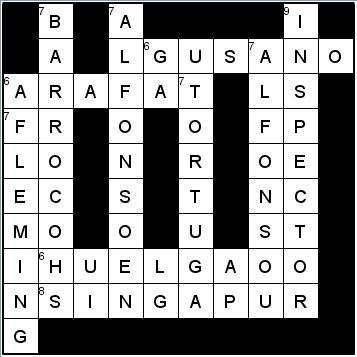 7 B 7 A 9 I
A L 6 G U S 7 A N O
6 A R A F A 7 T L S
7 F R O O F P
L O N R O E
E C S T N C
M O O U S T
I 6 H U E L G A O O
N 8 S I N G A P U R
G